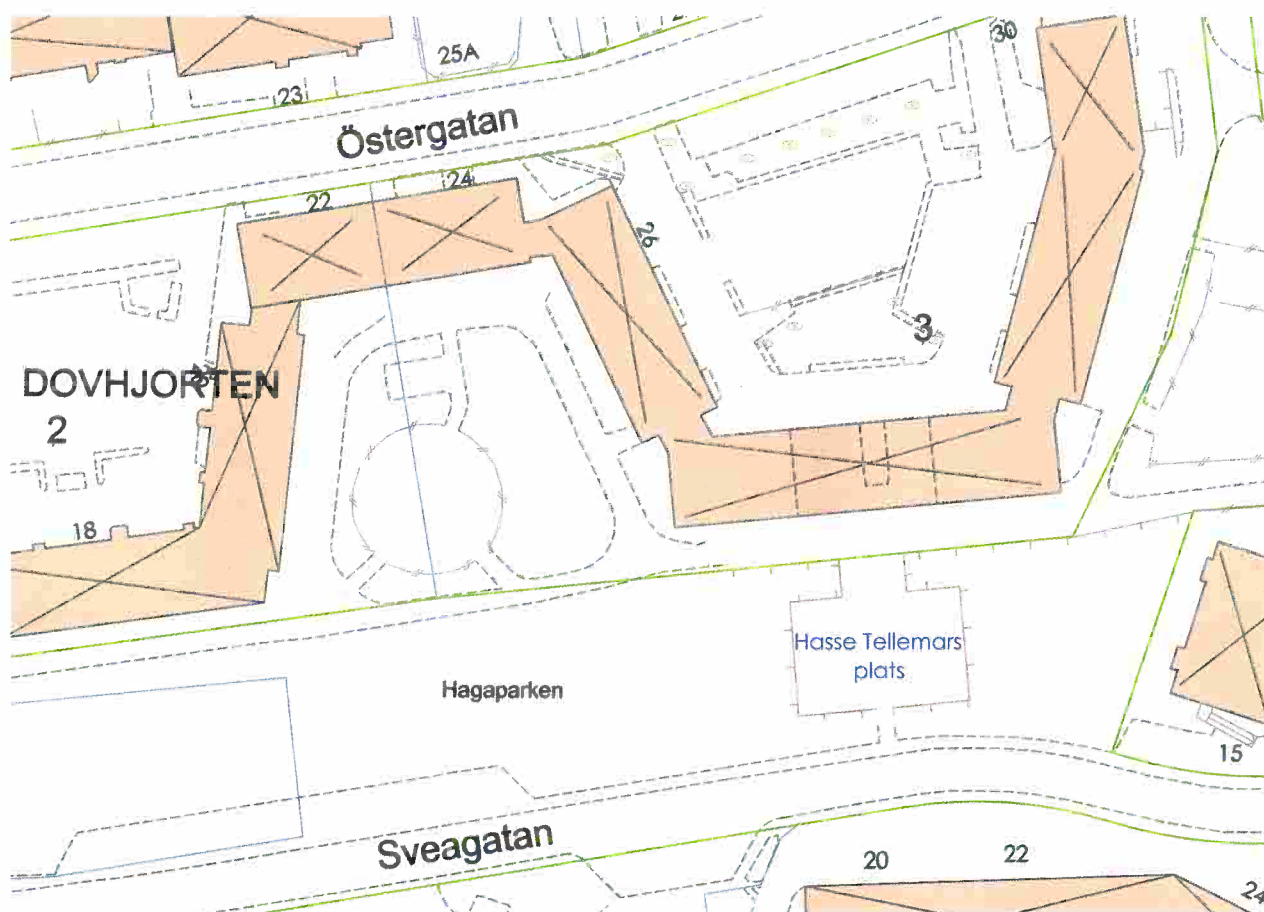 25A
30
23
Östergatan
24
22
26
3
DOVHJORTEN
2
18
Hasse Tellemars
plats
Hagaparken
15
Sveagatan
20
22
24